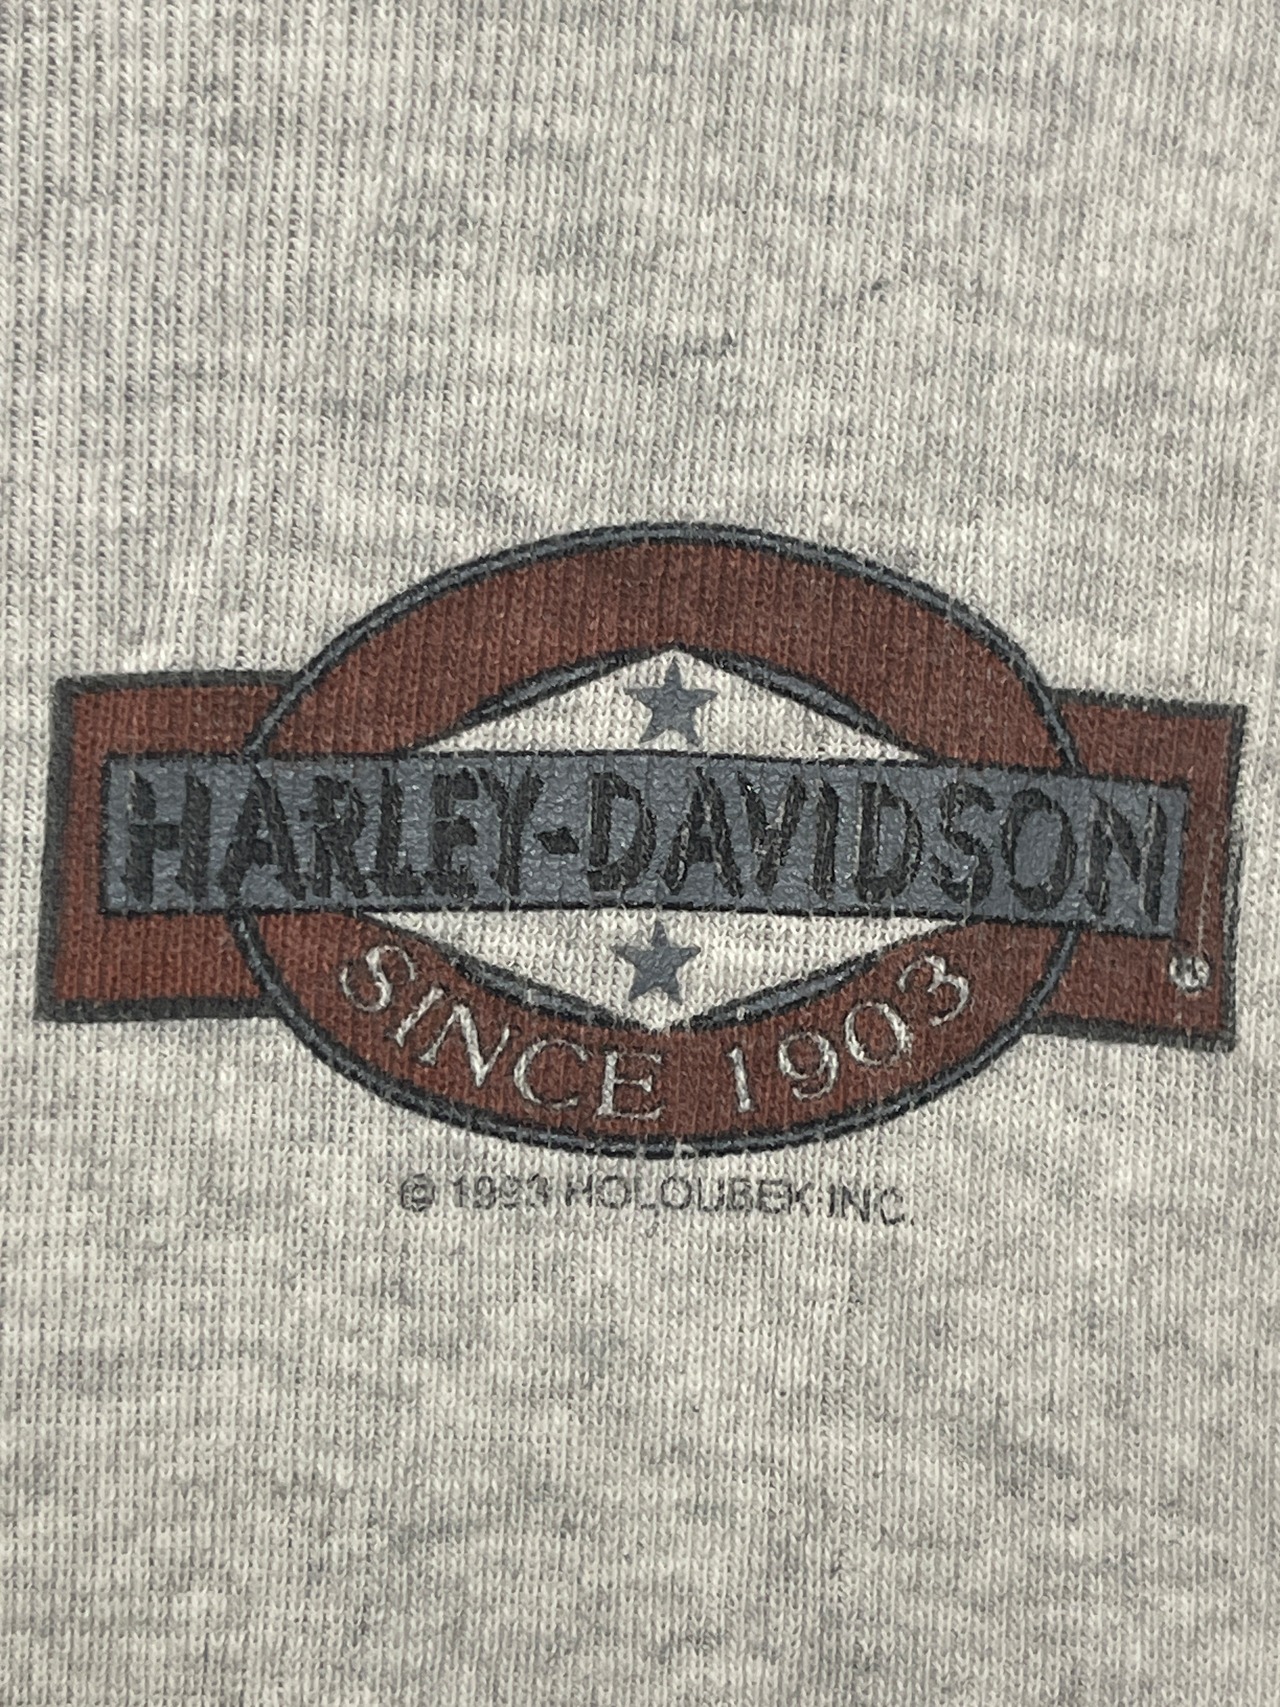 HARLEY-DAVIDSON
®
SINCE 1903
© 1993 HOLOUBEK INC.